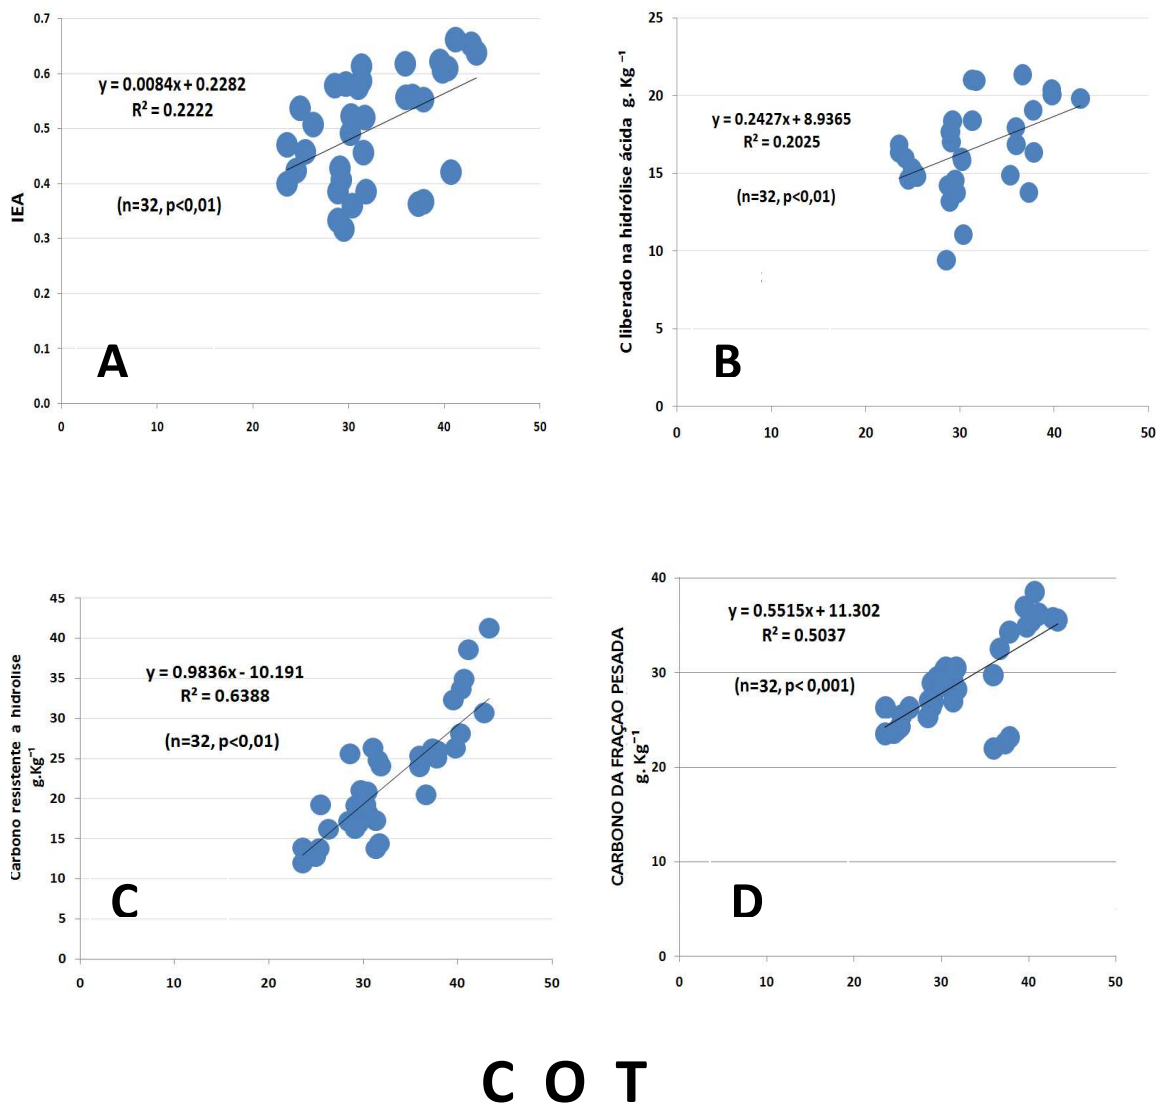 0.7
0.6
0.5
0.4
0.3
0.2
0.1
0.0
IEA
y = 0.0084x + 0.2282
R² = 0.2222
(n=32, p<0,01)
A
0 10 20 30 40 50
25
20
15
10
5
0
C liberado na hidrólise ácida g. Kg ⁻¹
y = 0.2427x + 8.9365
R² = 0.2025
(n=32, p<0,01)
B
0 10 20 30 40 50
45
40
35
30
25
20
15
10
5
0
Carbono resistente a hidrolise
g.Kg⁻¹
y = 0.9836x - 10.191
R² = 0.6388
(n=32, p<0,01)
C
0 10 20 30 40 50
40
30
20
10
0
CARBONO DA FRAÇAO PESADA
g. Kg⁻¹
y = 0.5515x + 11.302
R² = 0.5037
(n=32, p< 0,001)
D
0 10 20 30 40 50
C O T